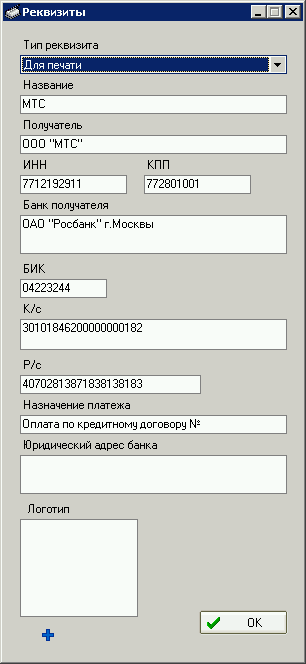 Реквизиты
Тип реквизита
Для печати
Название
МТС
Получатель
ООО "МТС"
ИНН КПП
7712192911 772801001
Банк получателя
ОАО "Росбанк" г.Москвы
БИК
04223244
К/с
30101846200000000182
Р/с
40702813871838138183
Назначение платежа
Оплата по кредитному договору №
Юридический адрес банка
Логотип
ОК